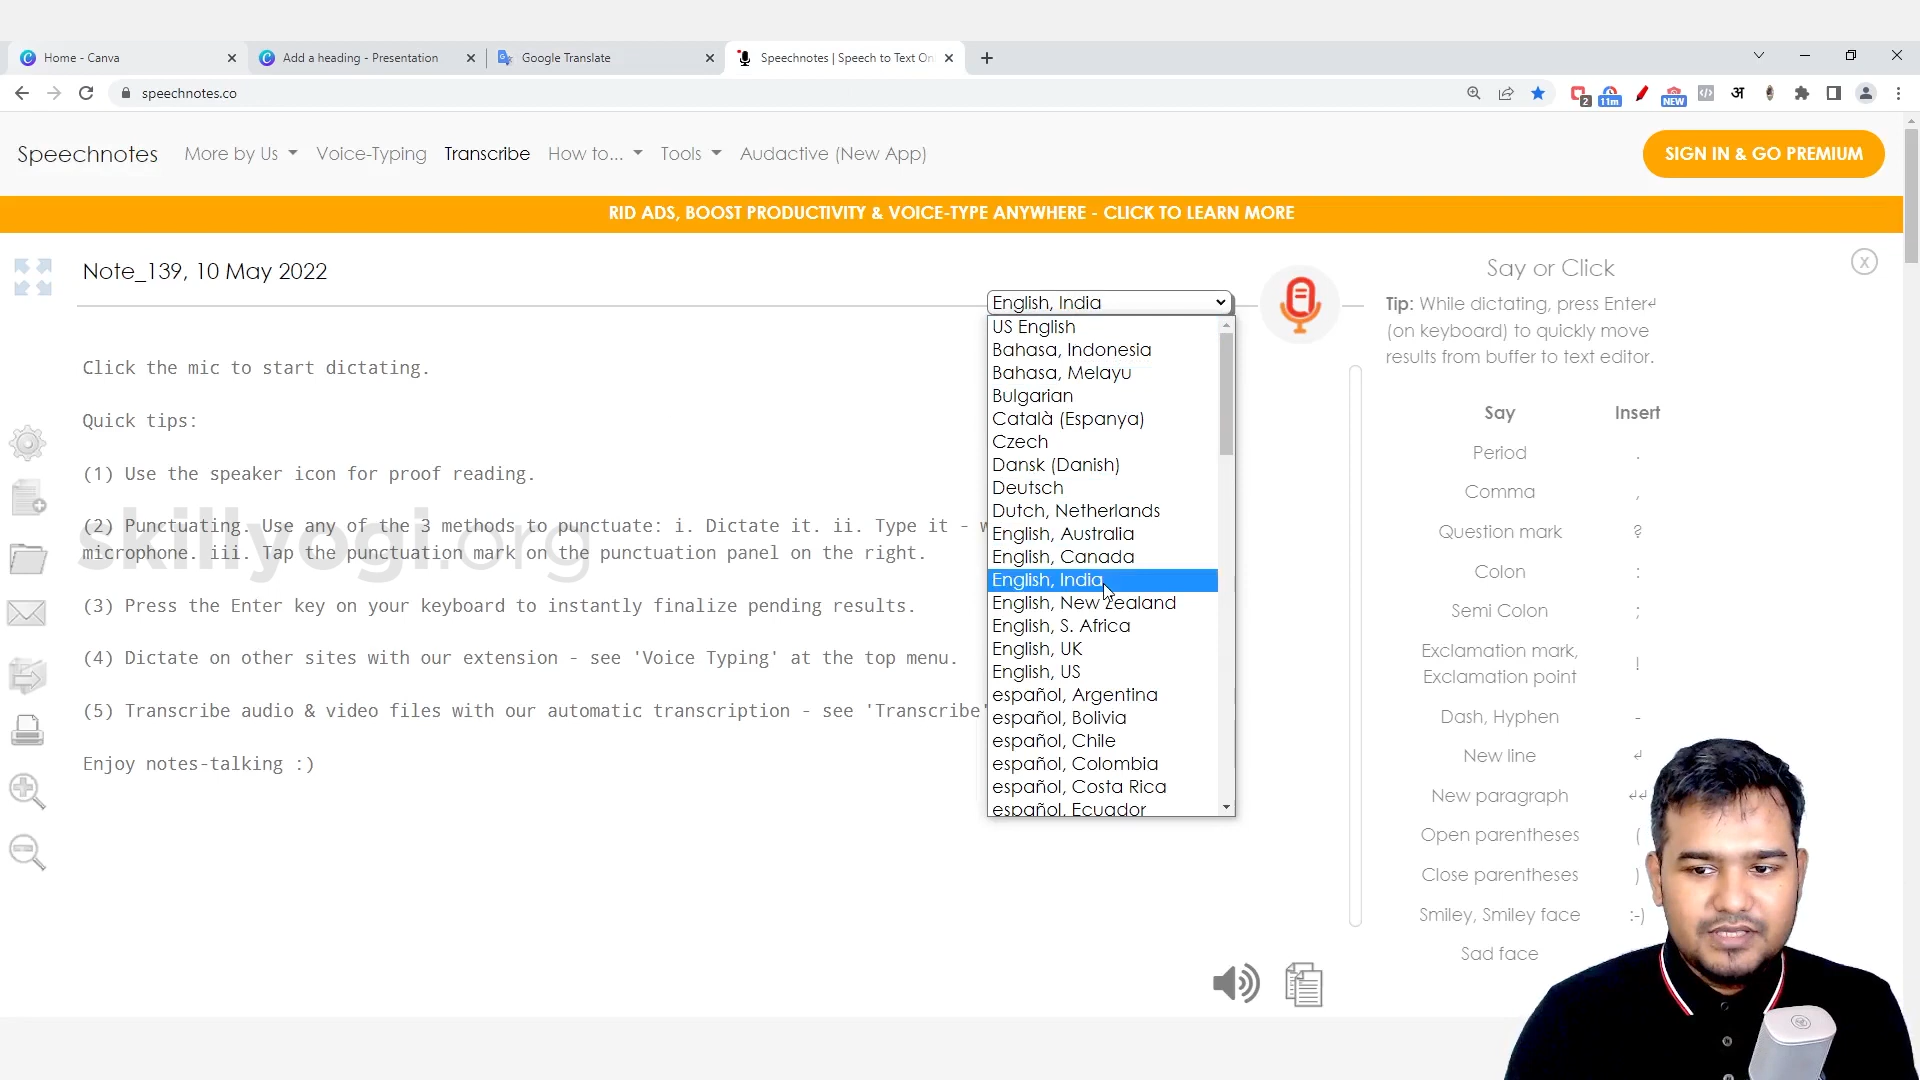 Home - Canva
Add a heading - Presentation
Google Translate
Speechnotes | Speech to Text On
speechnotes.co
2
11m
NEW
अ
Speechnotes
More by Us
Voice-Typing
Transcribe
How to...
Tools
Audactive (New App)
SIGN IN & GO PREMIUM
RID ADS, BOOST PRODUCTIVITY & VOICE-TYPE ANYWHERE - CLICK TO LEARN MORE
Note_139, 10 May 2022
Click the mic to start dictating.
Quick tips:
(1) Use the speaker icon for proof reading.
(2) Punctuating. Use any of the 3 methods to punctuate: i. Dictate it. ii. Type it - w
microphone. iii. Tap the punctuation mark on the punctuation panel on the right.
skillyogi.org
(3) Press the Enter key on your keyboard to instantly finalize pending results.
(4) Dictate on other sites with our extension - see 'Voice Typing' at the top menu.
(5) Transcribe audio & video files with our automatic transcription - see 'Transcribe'
Enjoy notes-talking :)
English, India
US English
Bahasa, Indonesia
Bahasa, Melayu
Bulgarian
Català (Espanya)
Czech
Dansk (Danish)
Deutsch
Dutch, Netherlands
English, Australia
English, Canada
English, India
English, New Zealand
English, S. Africa
English, UK
English, US
español, Argentina
español, Bolivia
español, Chile
español, Colombia
español, Costa Rica
español, Ecuador
Say or Click
Tip: While dictating, press Enter↵
(on keyboard) to quickly move
results from buffer to text editor.
Say Insert
Period .
Comma ,
Question mark ?
Colon :
Semi Colon ;
Exclamation mark,
Exclamation point !
Dash, Hyphen -
New line ↵
New paragraph ↵↵
Open parentheses (
Close parentheses )
Smiley, Smiley face :-)
Sad face